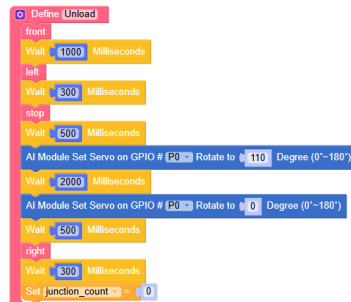 Define Unload
front
Wait 1000 Milliseconds
left
Wait 300 Milliseconds
stop
Wait 500 Milliseconds
AI Module Set Servo on GPIO # P0 Rotate to 110 Degree (0°~180°)
Wait 2000 Milliseconds
AI Module Set Servo on GPIO # P0 Rotate to 0 Degree (0°~180°)
Wait 500 Milliseconds
right
Wait 300 Milliseconds
Set junction_count = 0